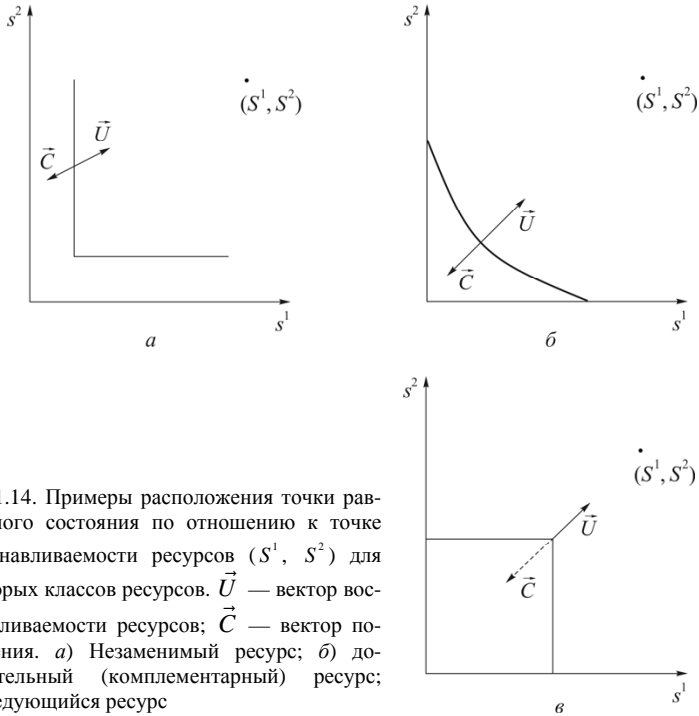 s²
s²
(S¹, S²)
(S¹, S²)
U⃗
C⃗
U⃗
C⃗
s¹
s¹
а
б
s²
(S¹, S²)
U⃗
C⃗
s¹
в
1.14. Примеры расположения точки рав-
ного состояния по отношению к точке
навливаемости ресурсов (S¹, S²) для
орых классов ресурсов. U⃗ — вектор вос-
ливаемости ресурсов; C⃗ — вектор по-
ения. а) Незаменимый ресурс; б) до-
тельный (комплементарный) ресурс;
едующийся ресурс